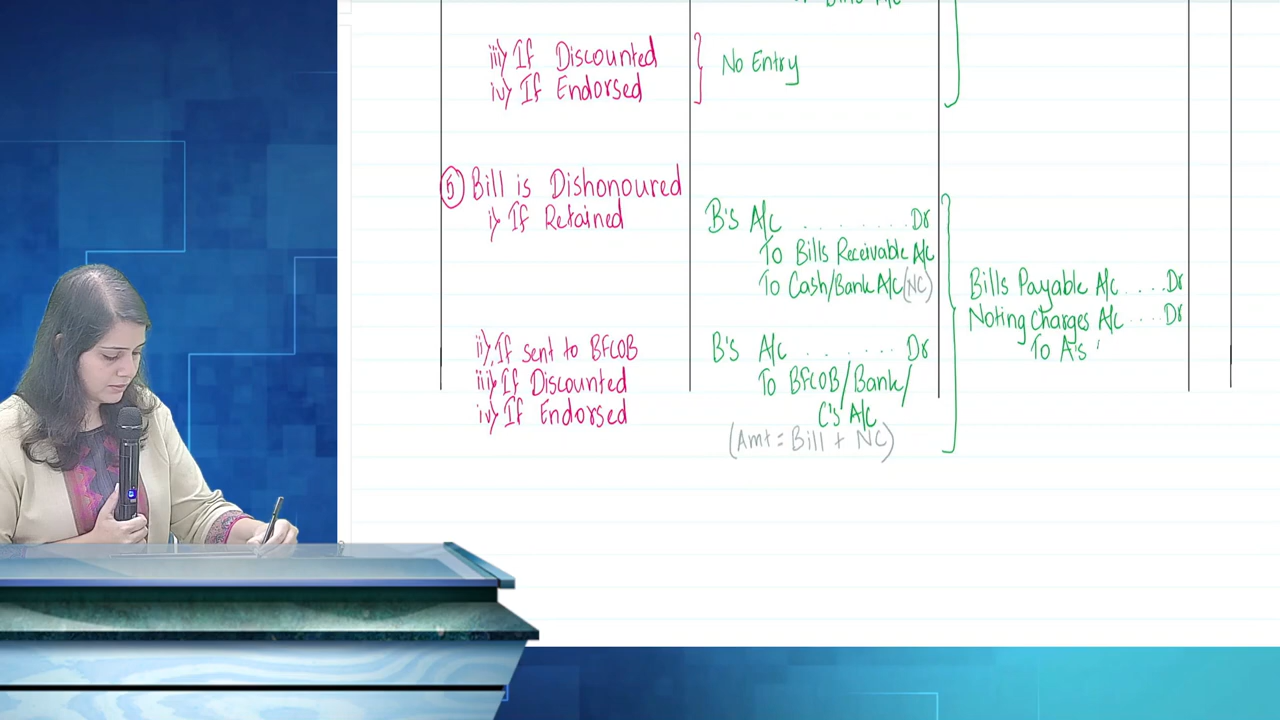 iii) If Discounted
iv) If Endorsed
No Entry
5 Bill is Dishonoured
i) If Retained
B's A/c ........ Dr
To Bills Receivable A/c
To Cash/Bank A/c (NC)
ii) If sent to BFCOB
iii) If Discounted
iv) If Endorsed
B's A/c ....... Dr
To BFCOB/Bank/
C's A/c
(Amt = Bill + NC)
Bills Payable A/c ..... Dr
Noting Charges A/c .... Dr
To A's